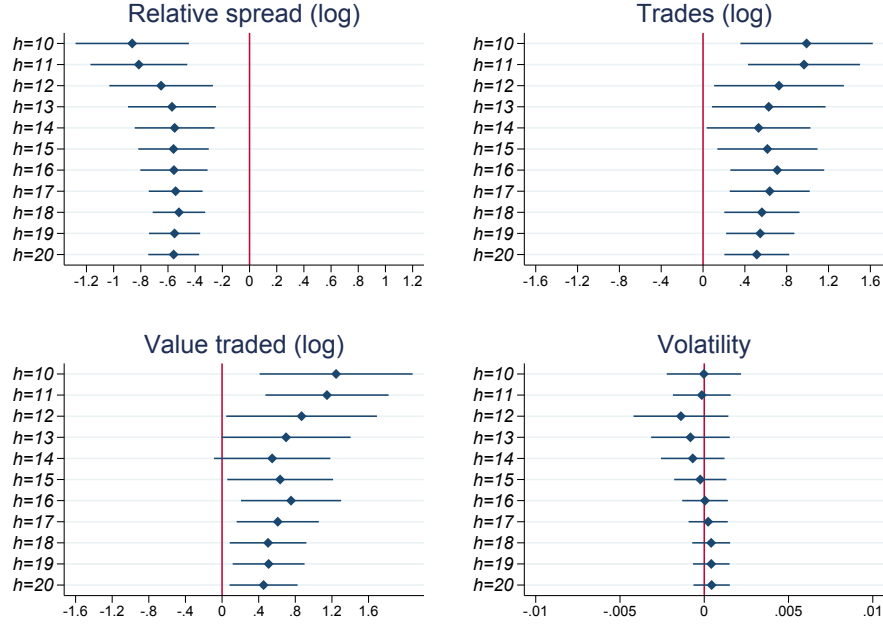 Relative spread (log)
h=10
h=11
h=12
h=13
h=14
h=15
h=16
h=17
h=18
h=19
h=20
-1.2 -1 -.8 -.6 -.4 -.2 0 .2 .4 .6 .8 1 1.2
Trades (log)
h=10
h=11
h=12
h=13
h=14
h=15
h=16
h=17
h=18
h=19
h=20
-1.6 -1.2 -.8 -.4 0 .4 .8 1.2 1.6
Value traded (log)
h=10
h=11
h=12
h=13
h=14
h=15
h=16
h=17
h=18
h=19
h=20
-1.6 -1.2 -.8 -.4 0 .4 .8 1.2 1.6
Volatility
h=10
h=11
h=12
h=13
h=14
h=15
h=16
h=17
h=18
h=19
h=20
-.01 -.005 0 .005 .01